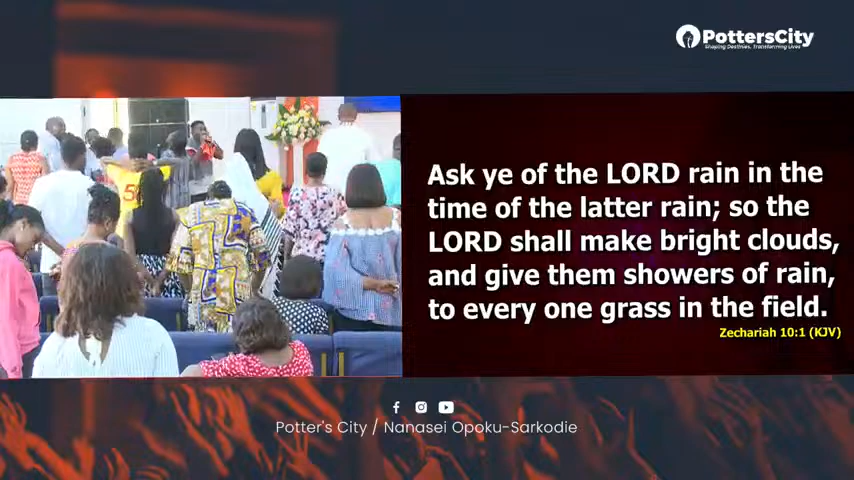 PottersCity
Shaping Destinies, Transforming Lives
Ask ye of the LORD rain in the
time of the latter rain; so the
LORD shall make bright clouds,
and give them showers of rain,
to every one grass in the field.
Zechariah 10:1 (KJV)
5
Potter's City / Nanasei Opoku-Sarkodie